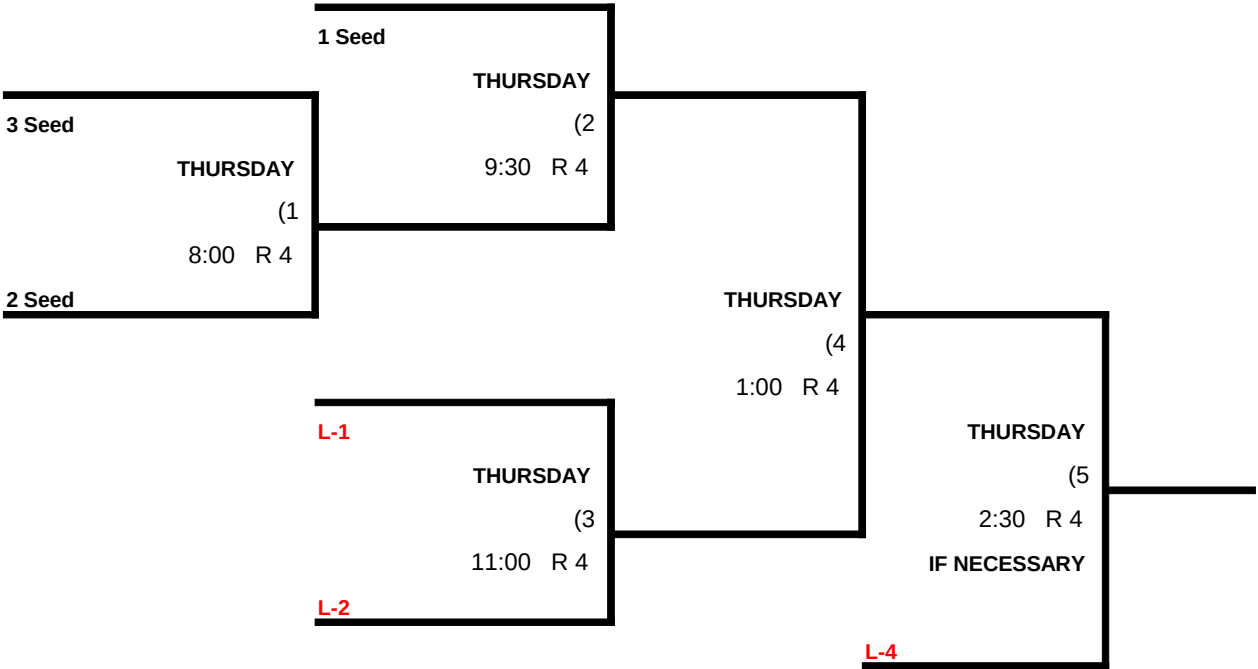 1 Seed
THURSDAY
(2
9:30 R 4
3 Seed
THURSDAY
(1
8:00 R 4
2 Seed
THURSDAY
(4
1:00 R 4
L-1
THURSDAY
(3
11:00 R 4
L-2
THURSDAY
(5
2:30 R 4
IF NECESSARY
L-4